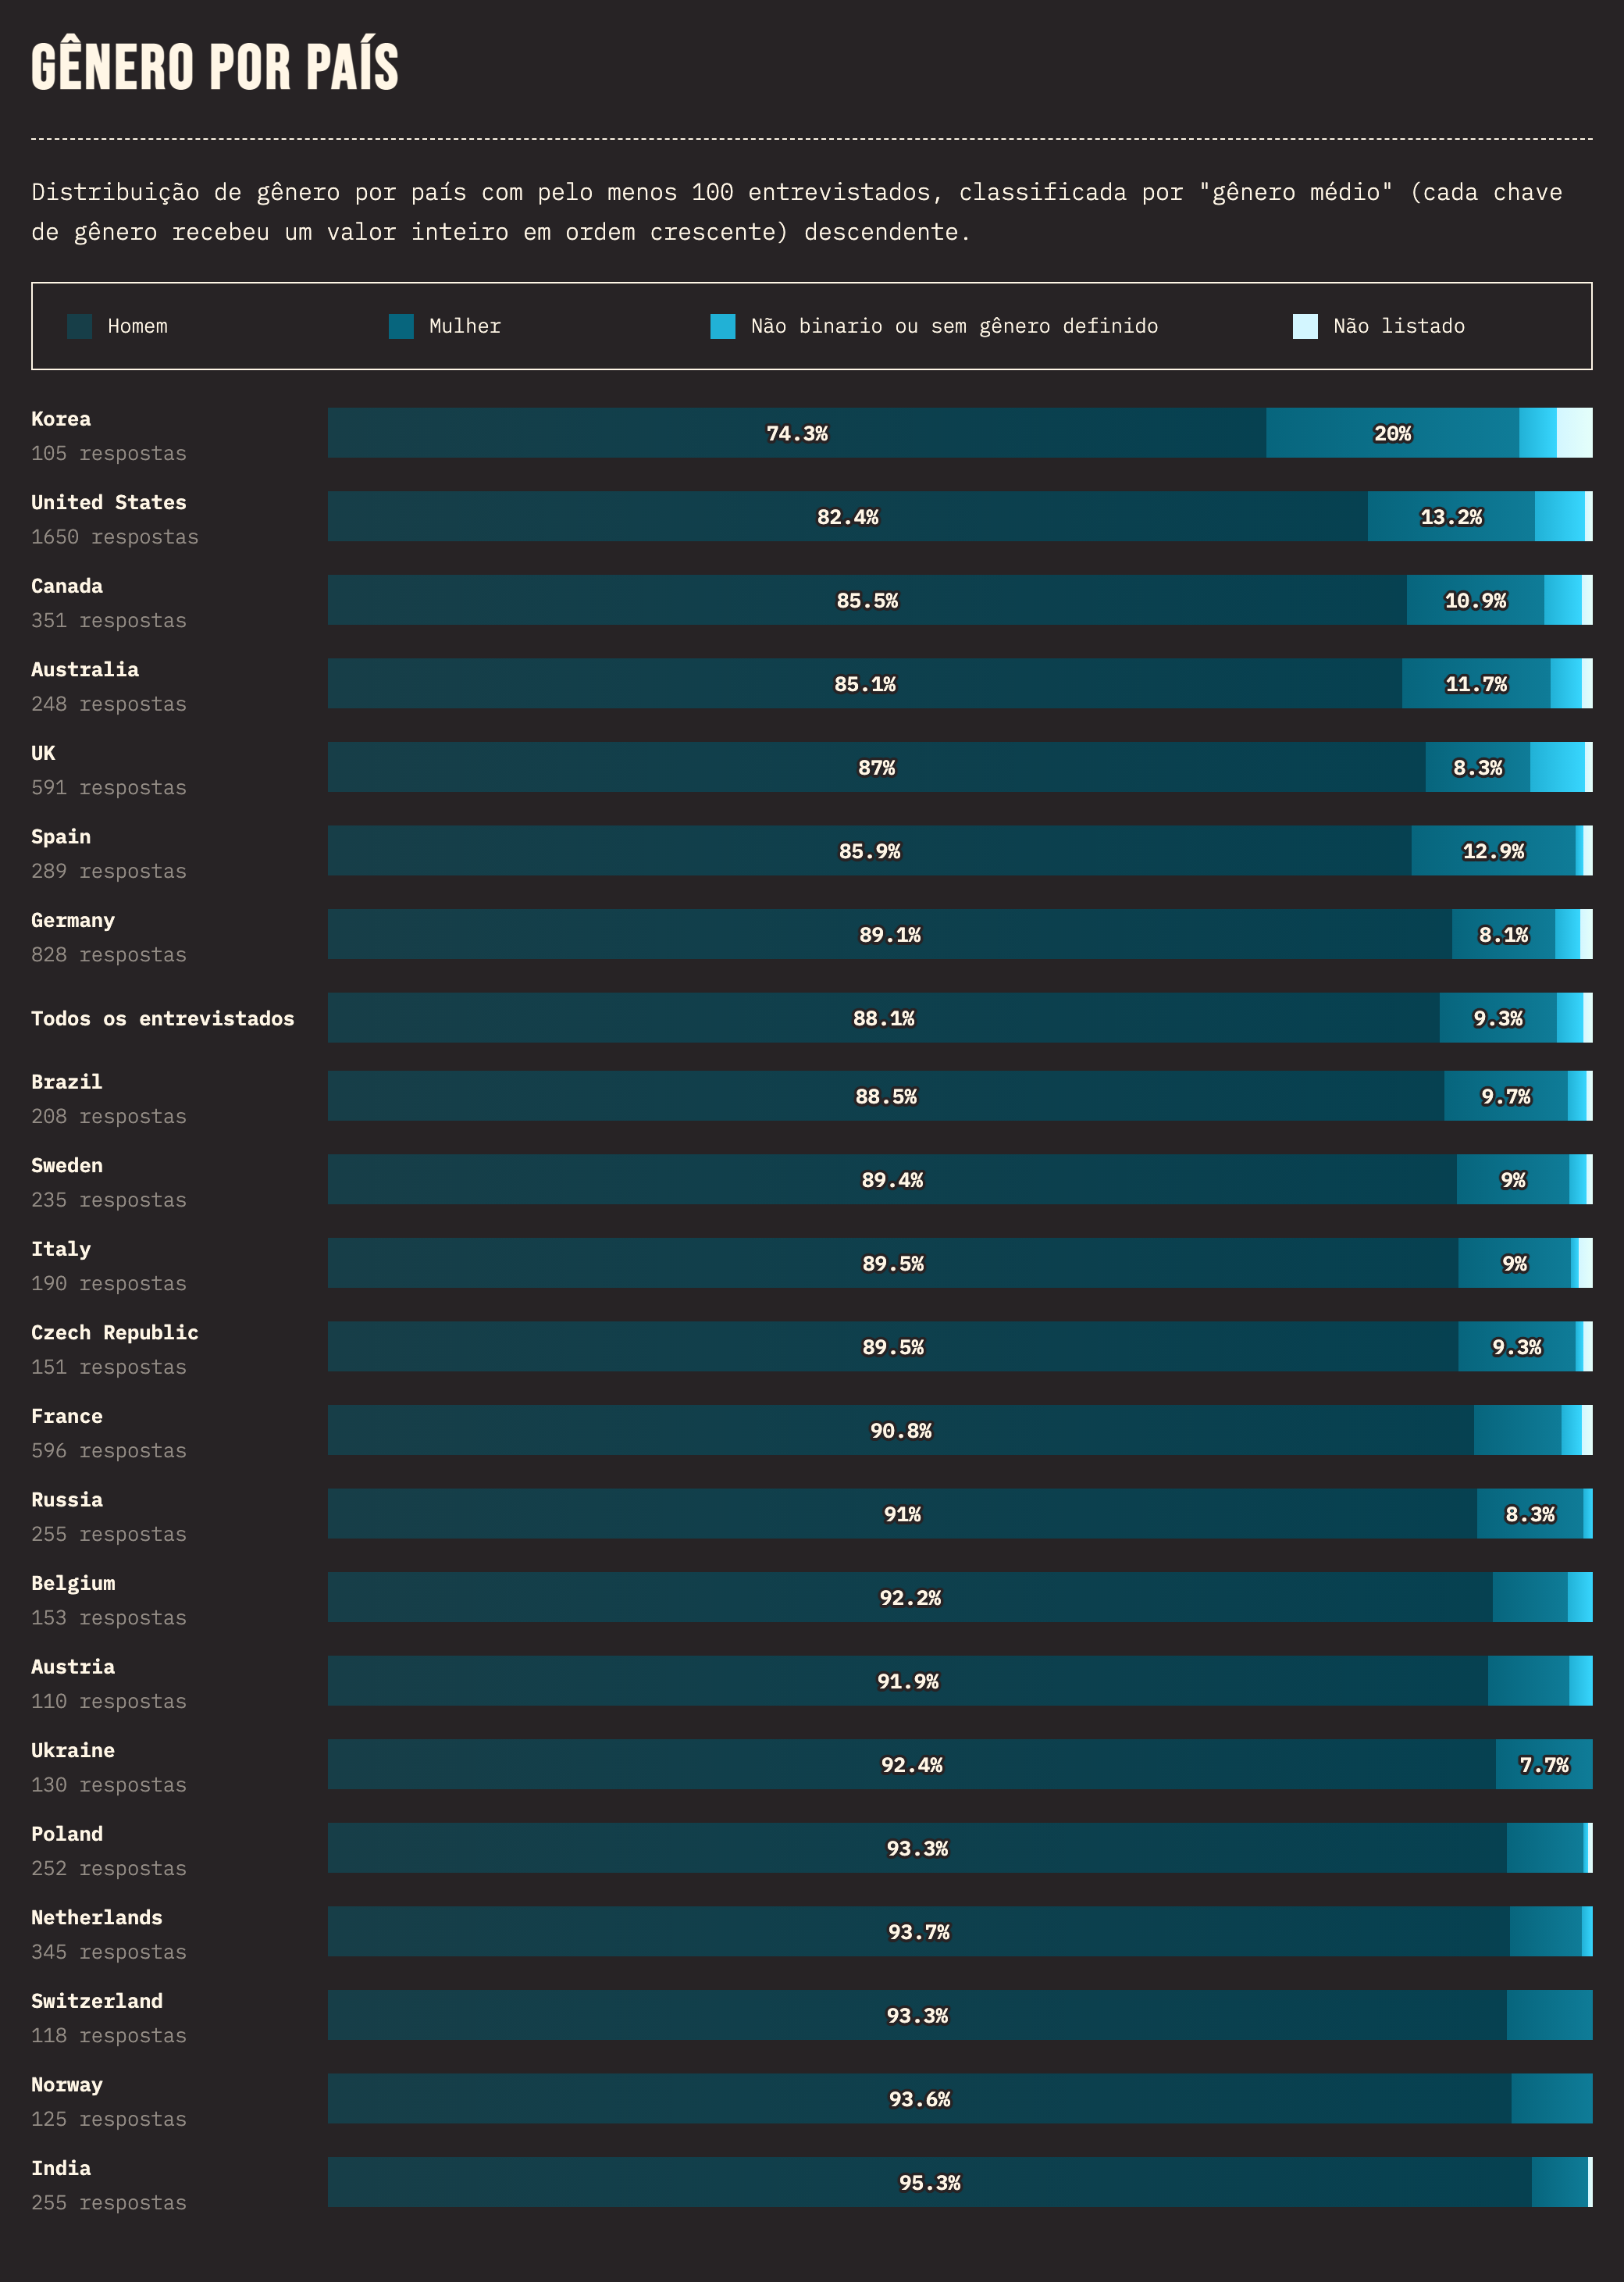 GÊNERO POR PAÍS
Distribuição de gênero por país com pelo menos 100 entrevistados, classificada por "gênero médio" (cada chave
de gênero recebeu um valor inteiro em ordem crescente) descendente.
Homem Mulher Não binario ou sem gênero definido Não listado
Korea
105 respostas
74.3% 20%
United States
1650 respostas
82.4% 13.2%
Canada
351 respostas
85.5% 10.9%
Australia
248 respostas
85.1% 11.7%
UK
591 respostas
87% 8.3%
Spain
289 respostas
85.9% 12.9%
Germany
828 respostas
89.1% 8.1%
Todos os entrevistados
88.1% 9.3%
Brazil
208 respostas
88.5% 9.7%
Sweden
235 respostas
89.4% 9%
Italy
190 respostas
89.5% 9%
Czech Republic
151 respostas
89.5% 9.3%
France
596 respostas
90.8%
Russia
255 respostas
91% 8.3%
Belgium
153 respostas
92.2%
Austria
110 respostas
91.9%
Ukraine
130 respostas
92.4% 7.7%
Poland
252 respostas
93.3%
Netherlands
345 respostas
93.7%
Switzerland
118 respostas
93.3%
Norway
125 respostas
93.6%
India
255 respostas
95.3%